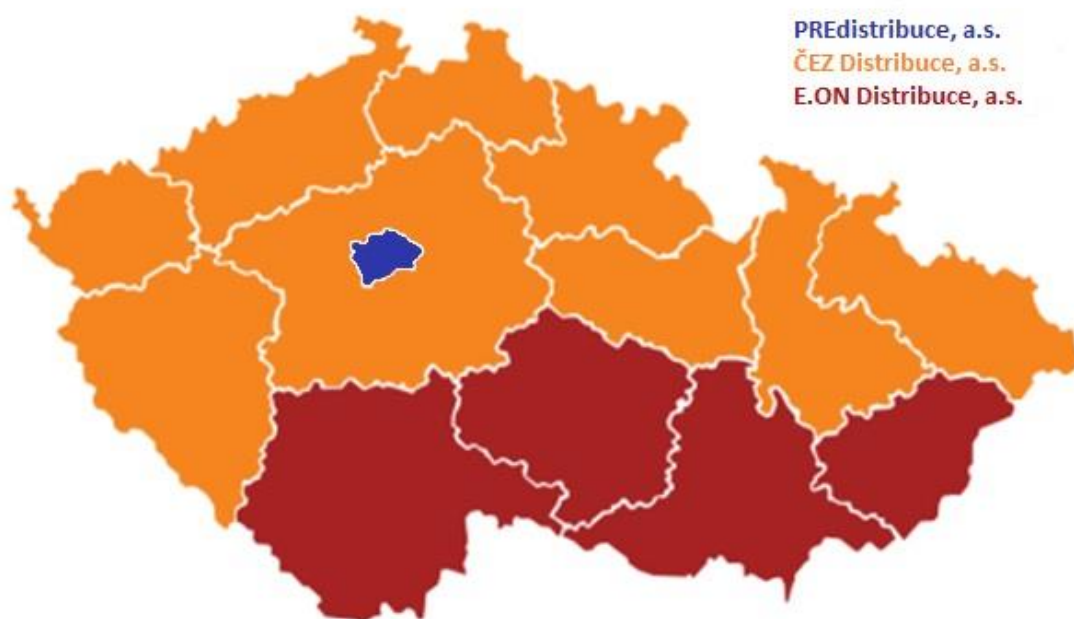 PREdistribuce, a.s.
ČEZ Distribuce, a.s.
E.ON Distribuce, a.s.